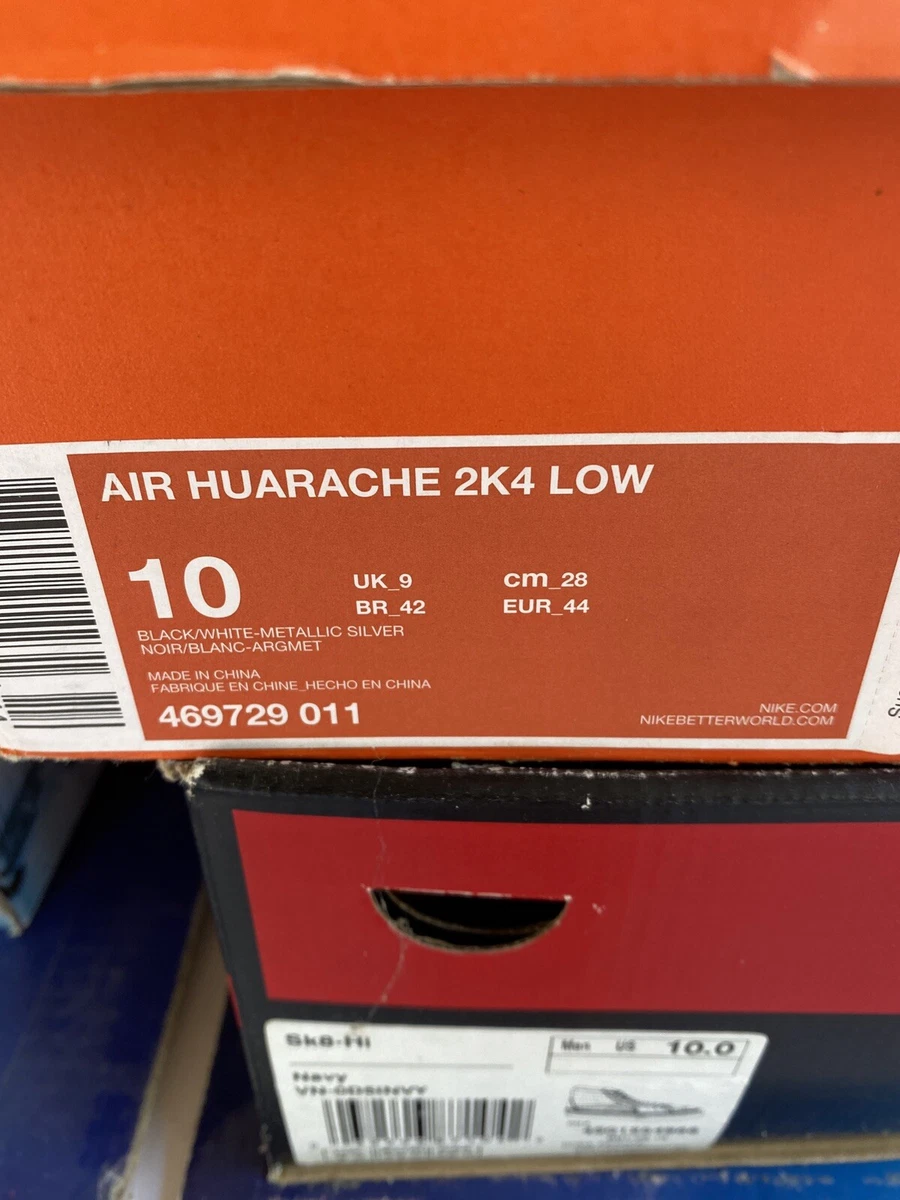 AIR HUARACHE 2K4 LOW
10
UK_9 cm_28
BR_42 EUR_44
BLACK/WHITE-METALLIC SILVER
NOIR/BLANC-ARGMET
MADE IN CHINA
FABRIQUE EN CHINE_HECHO EN CHINA
469729 011
NIKE.COM
NIKEBETTERWORLD.COM
Sk8-Hi
Men US 10.0
Navy